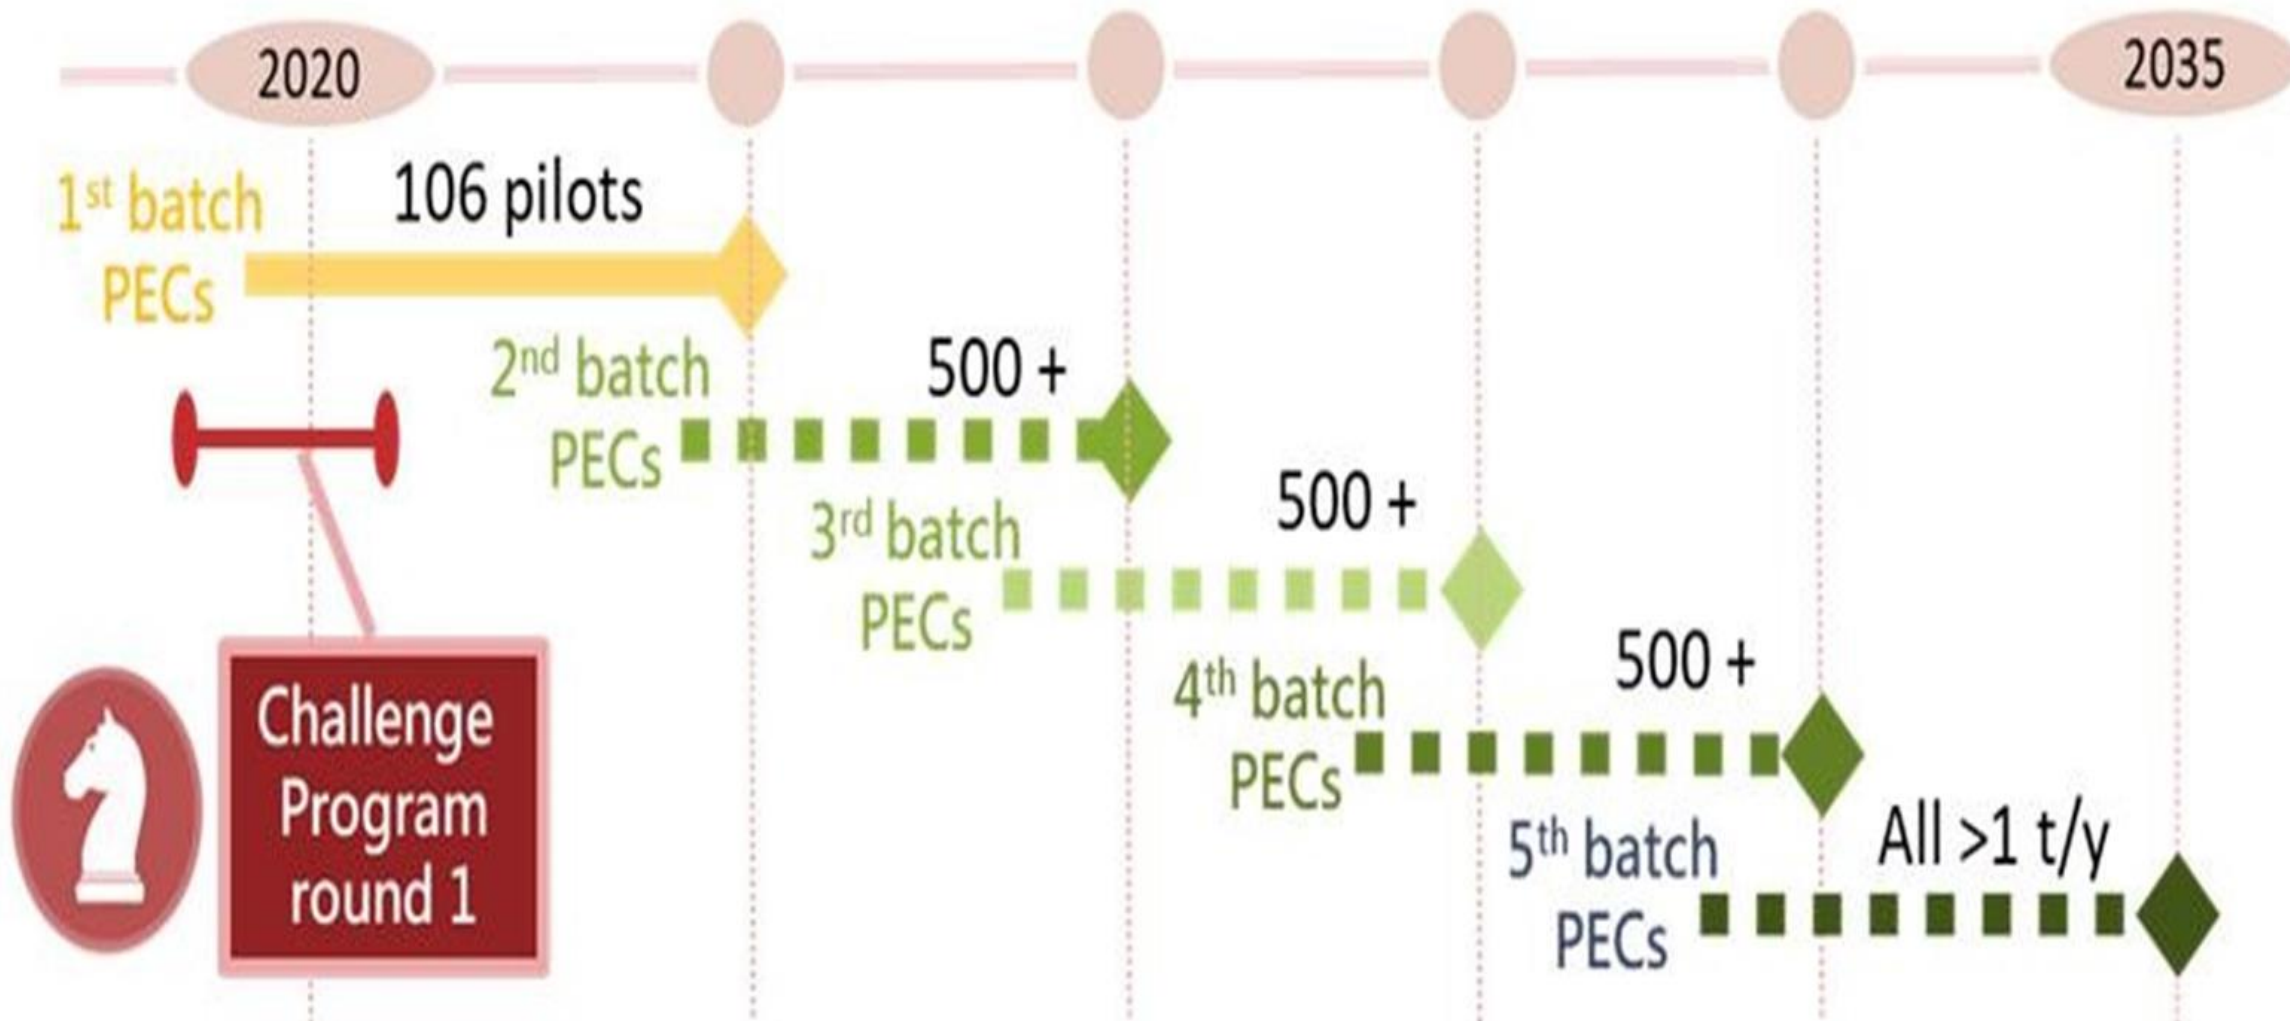 2020
2035
1st batch
PECs
106 pilots
2nd batch
PECs
500 +
3rd batch
PECs
500 +
4th batch
PECs
500 +
5th batch
PECs
All >1 t/y
Challenge
Program
round 1